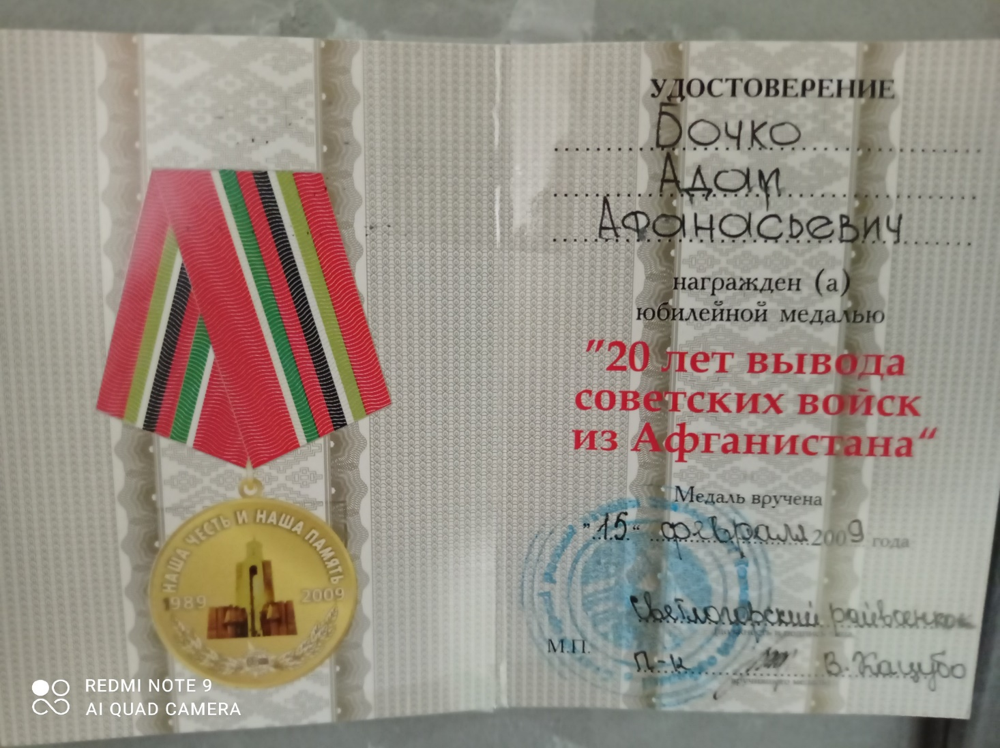 НАША ЧЕСТЬ И НАША ПАМЯТЬ
1989 2009
УДОСТОВЕРЕНИЕ
Бочко
Адам
Афанасьевич
награжден (а)
юбилейной медалью
"20 лет вывода
советских войск
из Афганистана“
Медаль вручена
"15“ февраля 2009 года
Светлогорский райвоенком
М.П.
п-к В. Кацубо
REDMI NOTE 9
AI QUAD CAMERA